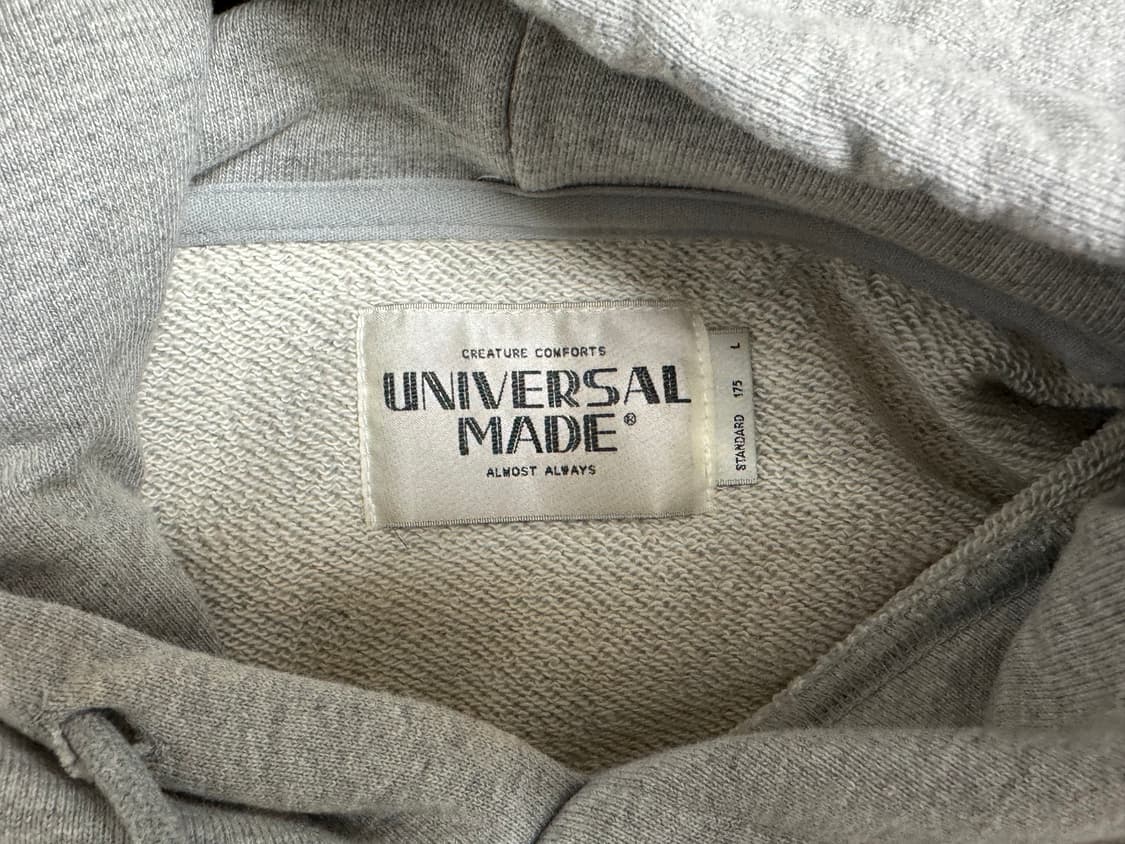 CREATURE COMFORTS
UNIVERSAL
MADE®
ALMOST ALWAYS
STANDARD 175 L